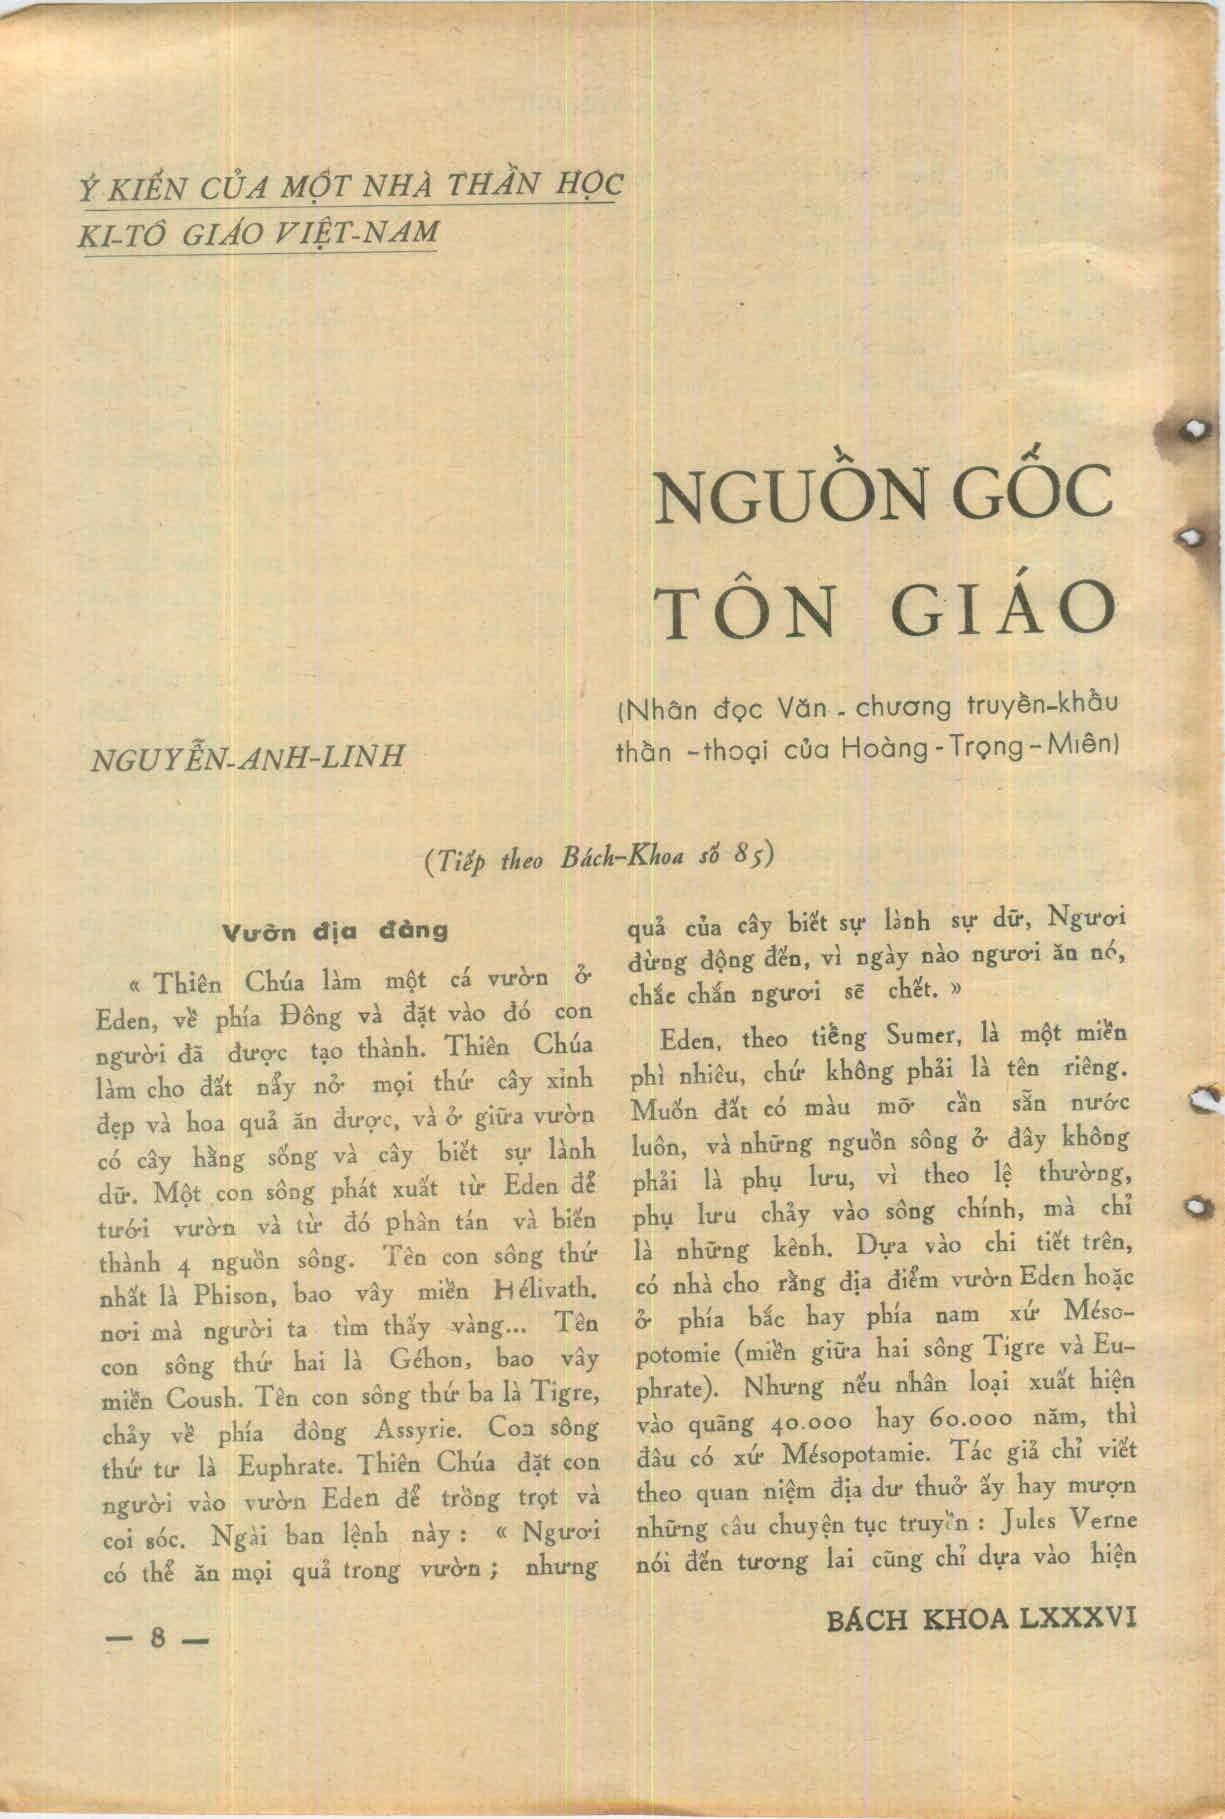 Ý KIẾN CỦA MỘT NHÀ THẦN HỌC
KI-TÔ GIÁO VIỆT-NAM
NGUỒN GỐC
TÔN GIÁO
(Nhân đọc Văn-chương truyền-khẩu
thần-thoại của Hoàng-Trọng-Miên)
NGUYỄN-ANH-LINH
(Tiếp theo Bách-Khoa số 85)
Vườn địa đàng
« Thiên Chúa làm một cá vườn ở
Eden, về phía Đông và đặt vào đó con
người đã được tạo thành. Thiên Chúa
làm cho đất nẩy nở mọi thứ cây xinh
đẹp và hoa quả ăn được, và ở giữa vườn
có cây hằng sống và cây biết sự lành
dữ. Một con sông phát xuất từ Eden để
tưới vườn và từ đó phân tán và biến
thành 4 nguồn sông. Tên con sông thứ
nhất là Phison, bao vây miền Hélivath.
nơi mà người ta tìm thấy vàng... Tên
con sông thứ hai là Géhon, bao vây
miền Coush. Tên con sông thứ ba là Tigre,
chảy về phía đông Assyrie. Con sông
thứ tư là Euphrate. Thiên Chúa đặt con
người vào vườn Eden để trồng trọt và
coi sóc. Ngài ban lệnh này : « Ngươi
có thể ăn mọi quả trong vườn ; nhưng
quả của cây biết sự lành sự dữ, Ngươi
đừng động đến, vì ngày nào ngươi ăn nó,
chắc chắn ngươi sẽ chết. »
Eden, theo tiếng Sumer, là một miền
phì nhiêu, chứ không phải là tên riêng.
Muốn đất có màu mỡ cần sẵn nước
luôn, và những nguồn sông ở đây không
phải là phụ lưu, vì theo lệ thường,
phụ lưu chảy vào sông chính, mà chỉ
là những kênh. Dựa vào chi tiết trên,
có nhà cho rằng địa điểm vườn Eden hoặc
ở phía bắc hay phía nam xứ Méso-
potomie (miền giữa hai sông Tigre và Eu-
phrate). Nhưng nếu nhân loại xuất hiện
vào quãng 40.000 hay 60.000 năm, thì
đâu có xứ Mésopotamie. Tác giả chỉ viết
theo quan niệm địa dư thuở ấy hay mượn
những câu chuyện tục truyền : Jules Verne
nói đến tương lai cũng chỉ dựa vào hiện
— 8 —
BÁCH KHOA LXXXVI